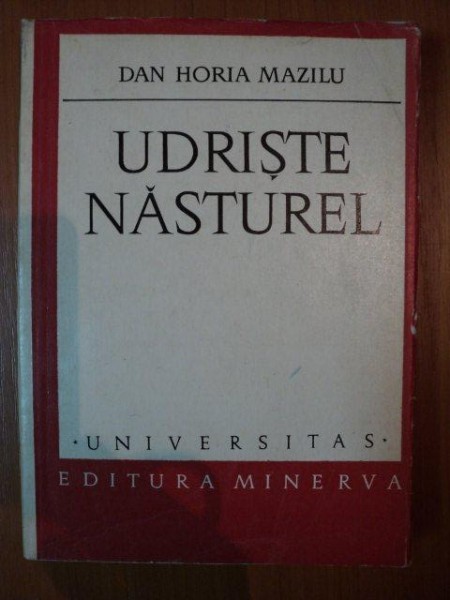 DAN HORIA MAZILU
UDRIȘTE
NĂSTUREL
· UNIVERSITAS ·
EDITURA MINERVA